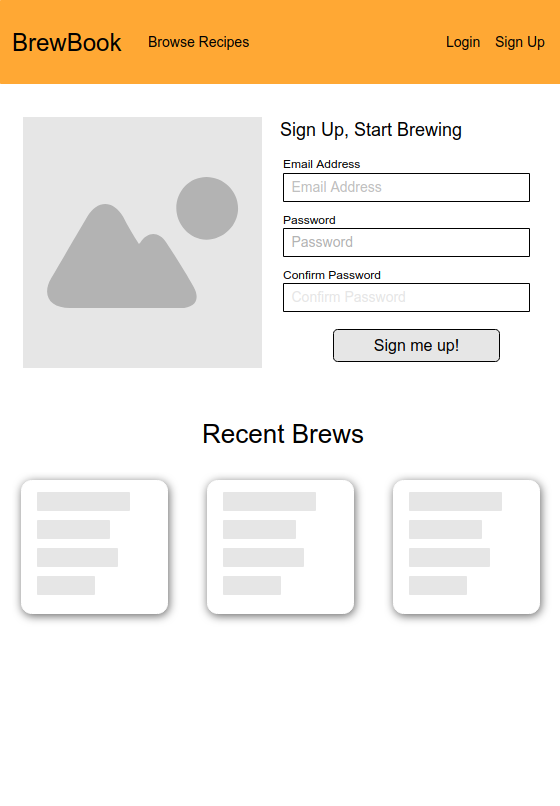 BrewBook Browse Recipes Login Sign Up
Sign Up, Start Brewing
Email Address
Email Address
Password
Password
Confirm Password
Confirm Password
Sign me up!
Recent Brews